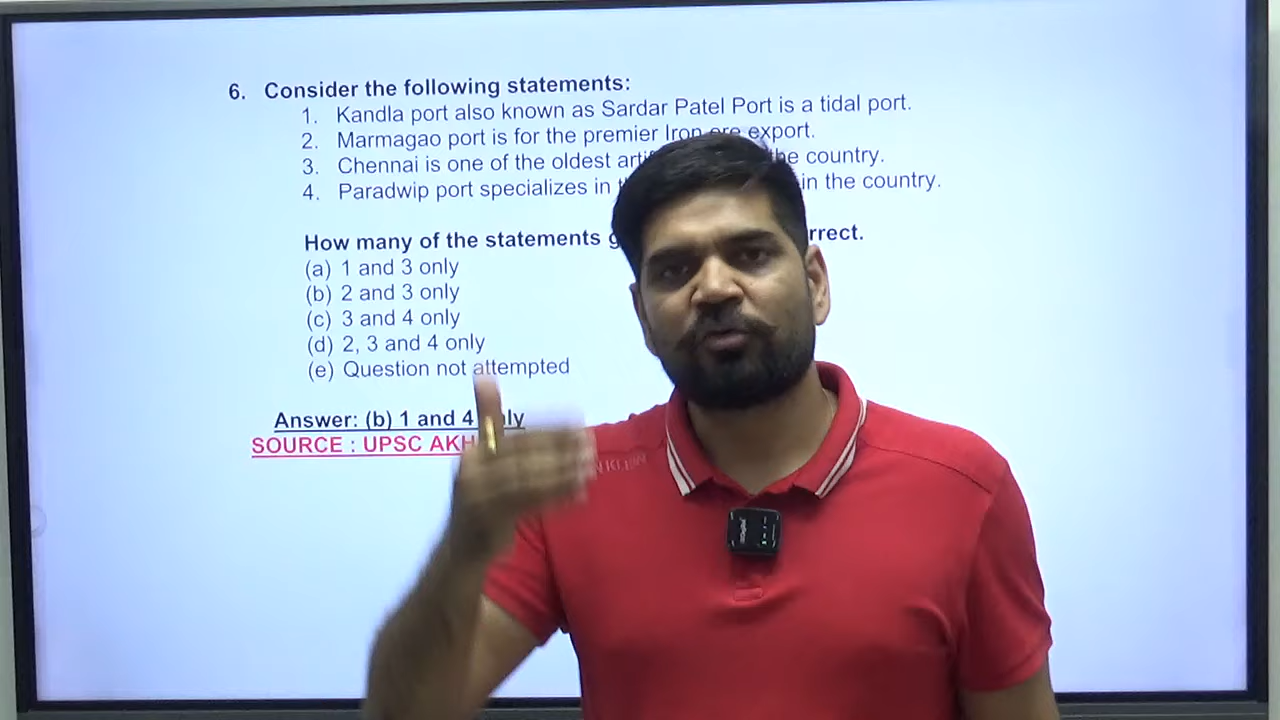 6. Consider the following statements:
1. Kandla port also known as Sardar Patel Port is a tidal port.
2. Marmagao port is for the premier Iron ore export.
3. Chennai is one of the oldest the country.
4. Paradwip port specializes in in the country.
How many of the statements
(a) 1 and 3 only
(b) 2 and 3 only
(c) 3 and 4 only
(d) 2, 3 and 4 only
(e) Question not attempted
Answer: (b) 1 and 4 only
SOURCE : UPSC